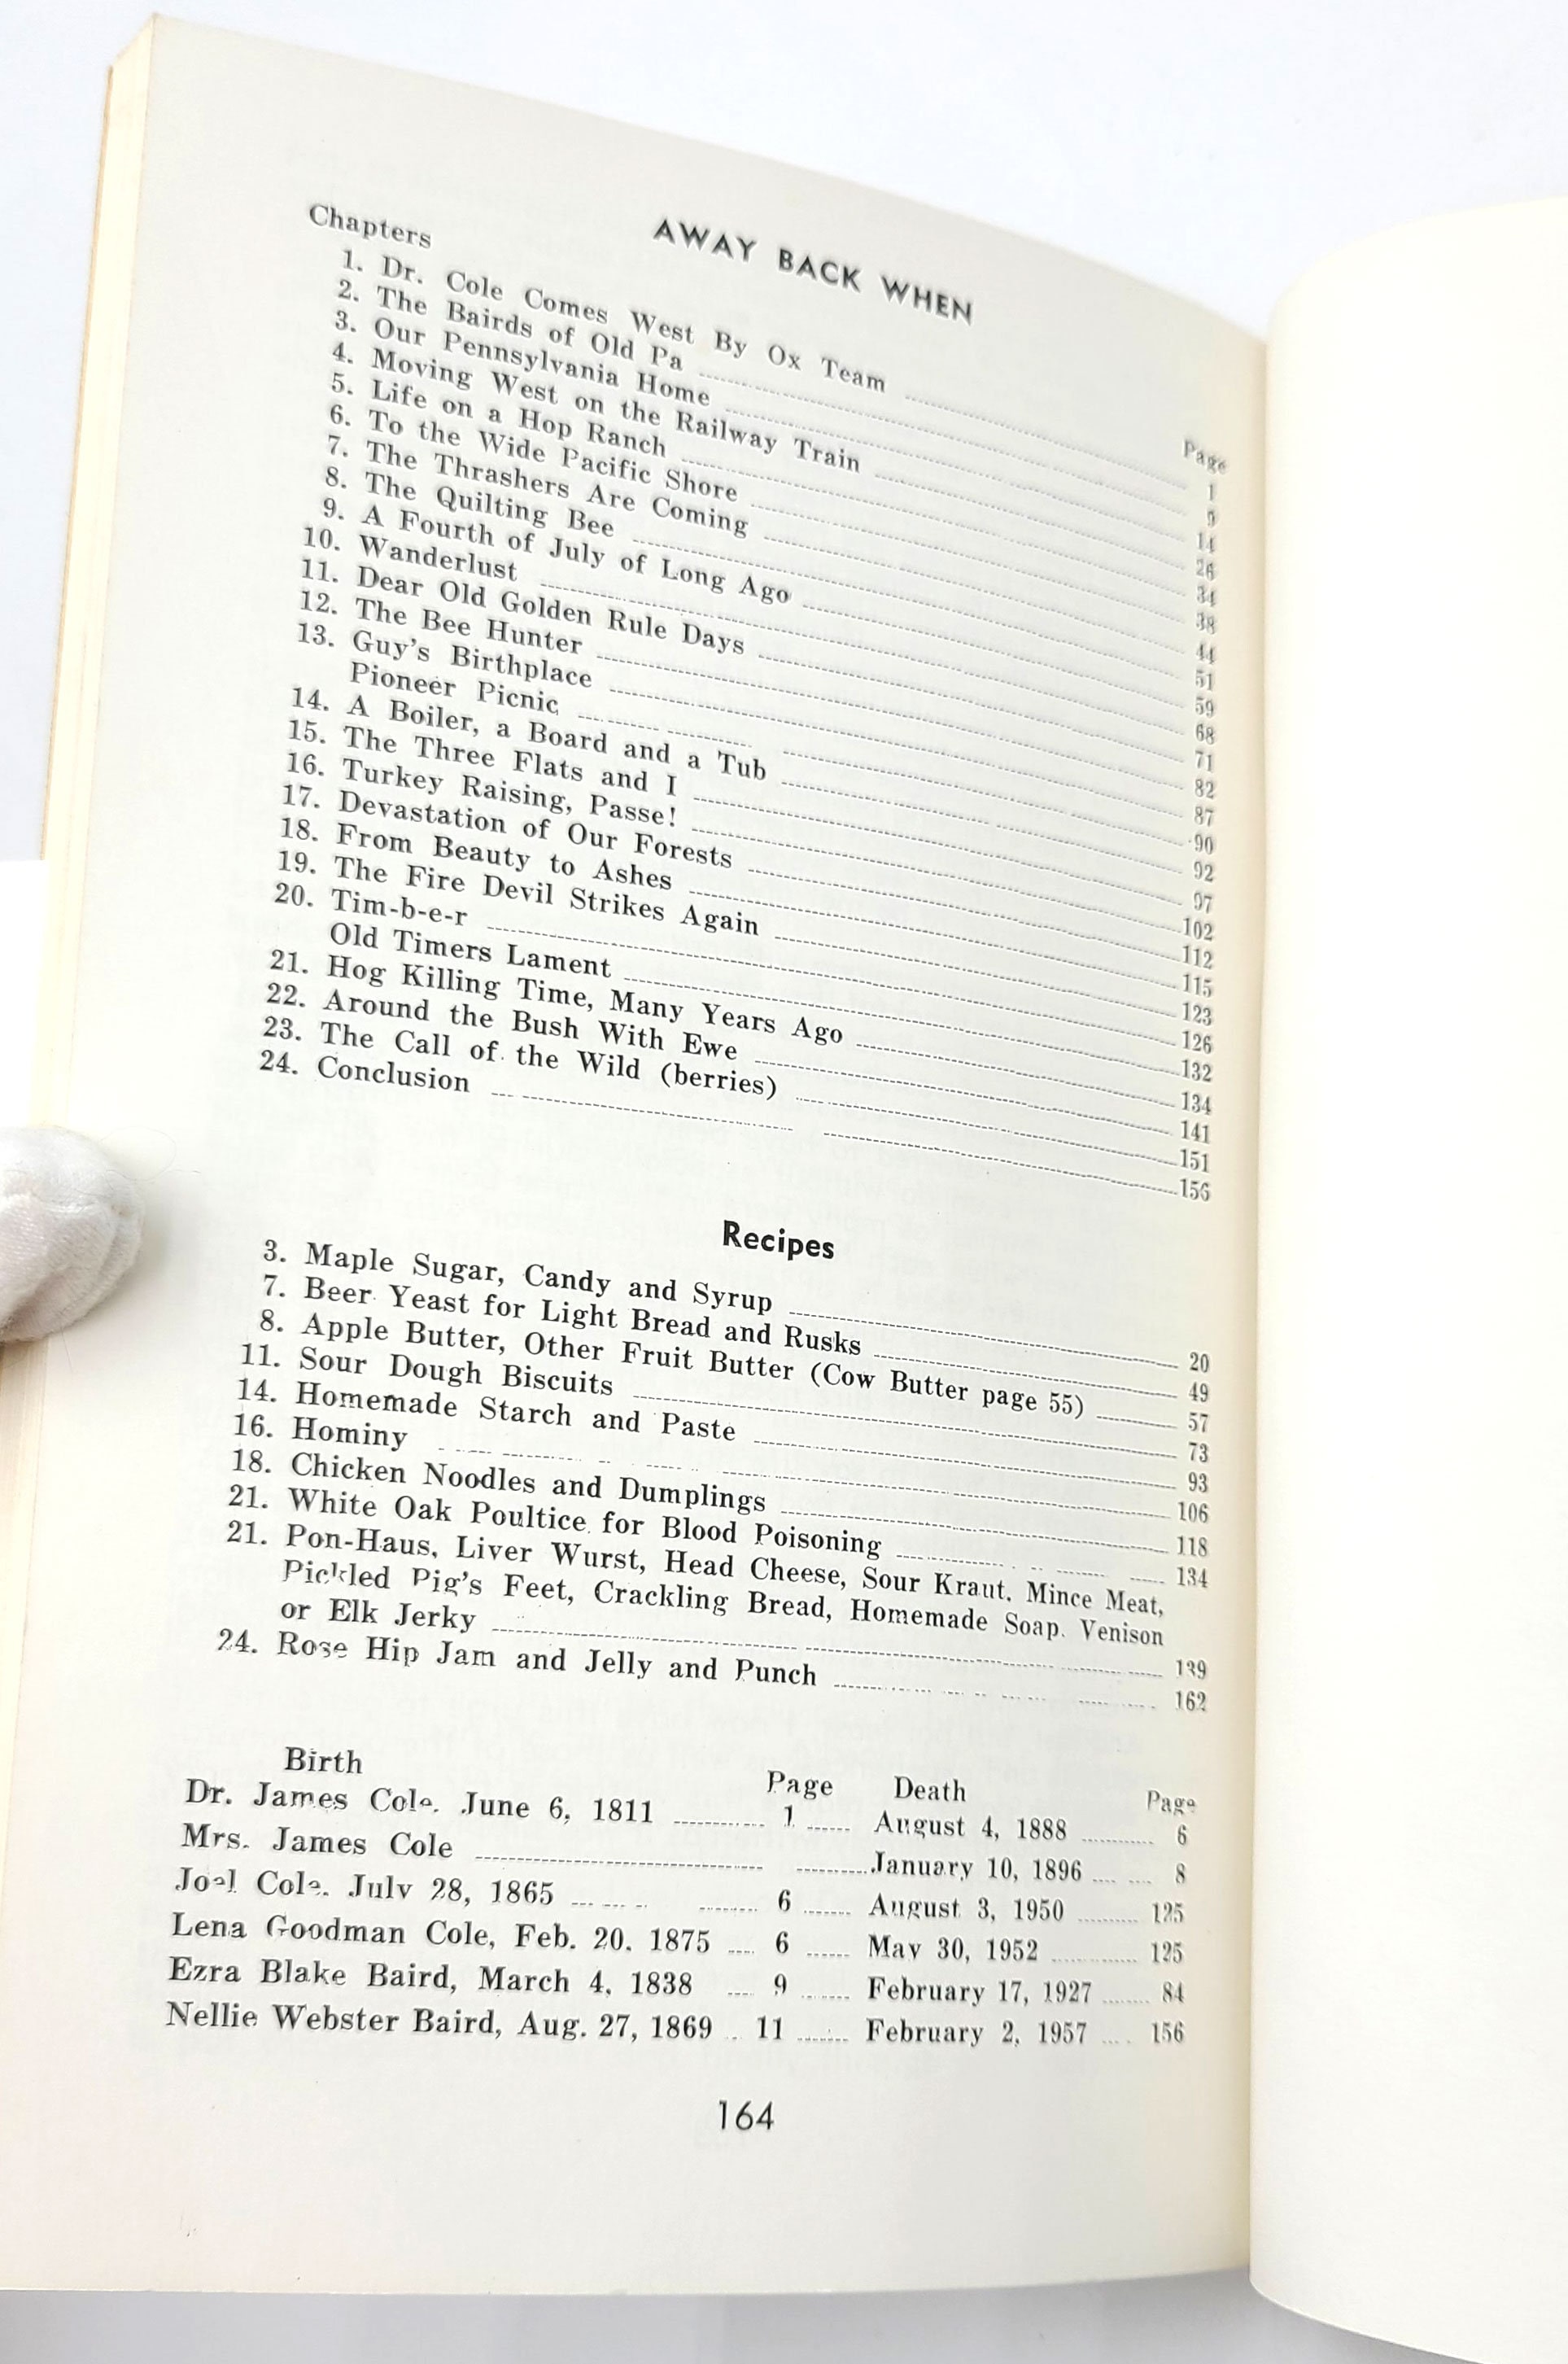 AWAY BACK WHEN
Chapters Page
1. Dr. Cole Comes West By Ox Team 1
2. The Bairds of Old Pa 9
3. Our Pennsylvania Home 14
4. Moving West on the Railway Train 26
5. Life on a Hop Ranch 34
6. To the Wide Pacific Shore 38
7. The Thrashers Are Coming 44
8. The Quilting Bee 51
9. A Fourth of July of Long Ago 59
10. Wanderlust 68
11. Dear Old Golden Rule Days 71
12. The Bee Hunter 82
13. Guy's Birthplace 87
Pioneer Picnic 90
14. A Boiler, a Board and a Tub 92
15. The Three Flats and I 97
16. Turkey Raising, Passe! 102
17. Devastation of Our Forests 112
18. From Beauty to Ashes 115
19. The Fire Devil Strikes Again 123
20. Tim-b-e-r 126
Old Timers Lament 132
21. Hog Killing Time, Many Years Ago 134
22. Around the Bush With Ewe 141
23. The Call of the Wild (berries) 151
24. Conclusion 156
Recipes
3. Maple Sugar, Candy and Syrup 20
7. Beer Yeast for Light Bread and Rusks 49
8. Apple Butter, Other Fruit Butter (Cow Butter page 55) 57
11. Sour Dough Biscuits 73
14. Homemade Starch and Paste 93
16. Hominy 106
18. Chicken Noodles and Dumplings 118
21. White Oak Poultice for Blood Poisoning 134
21. Pon-Haus, Liver Wurst, Head Cheese, Sour Kraut, Mince Meat,
Pickled Pig's Feet, Crackling Bread, Homemade Soap, Venison
or Elk Jerky 139
24. Rose Hip Jam and Jelly and Punch 162
Birth Page Death Page
Dr. James Cole, June 6, 1811 1 August 4, 1888 6
Mrs. James Cole January 10, 1896 8
Joel Cole, July 28, 1865 6 August 3, 1950 125
Lena Goodman Cole, Feb. 20, 1875 6 May 30, 1952 125
Ezra Blake Baird, March 4, 1838 9 February 17, 1927 84
Nellie Webster Baird, Aug. 27, 1869 11 February 2, 1957 156
164